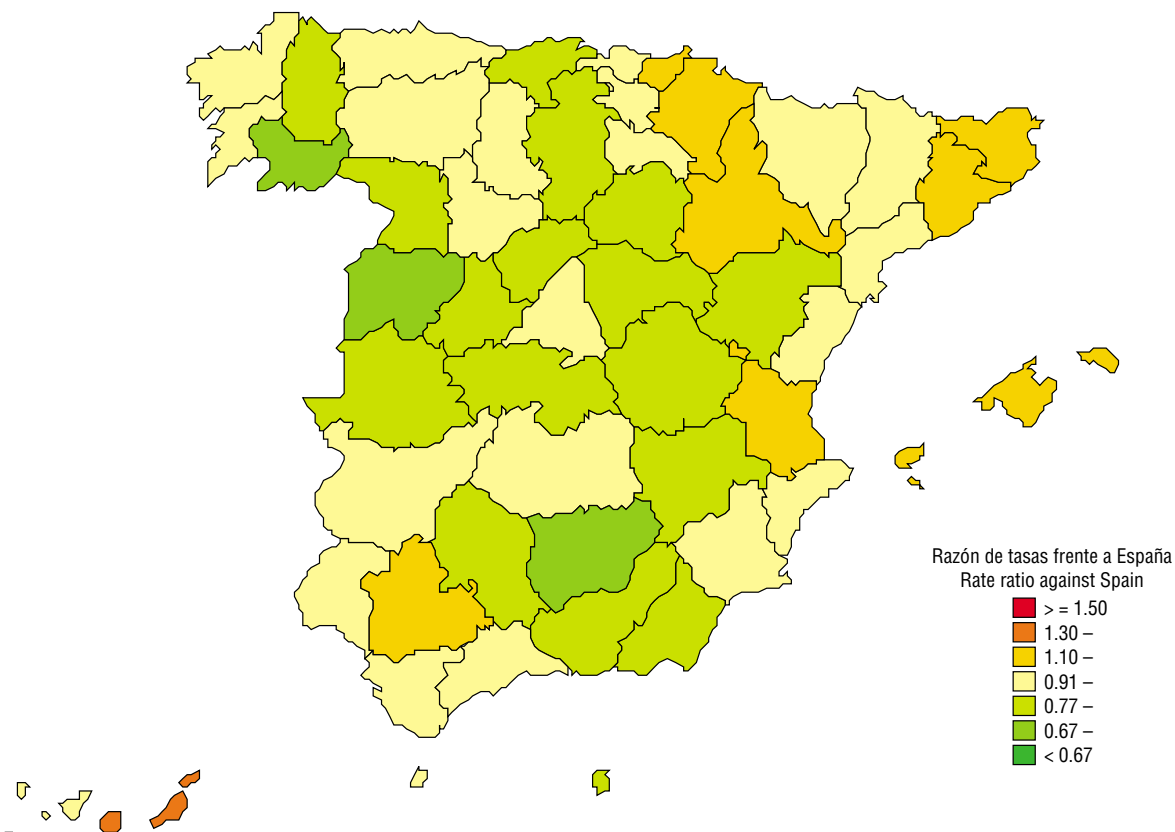 Razón de tasas frente a España
Rate ratio against Spain
> = 1.50
1.30 –
1.10 –
0.91 –
0.77 –
0.67 –
< 0.67